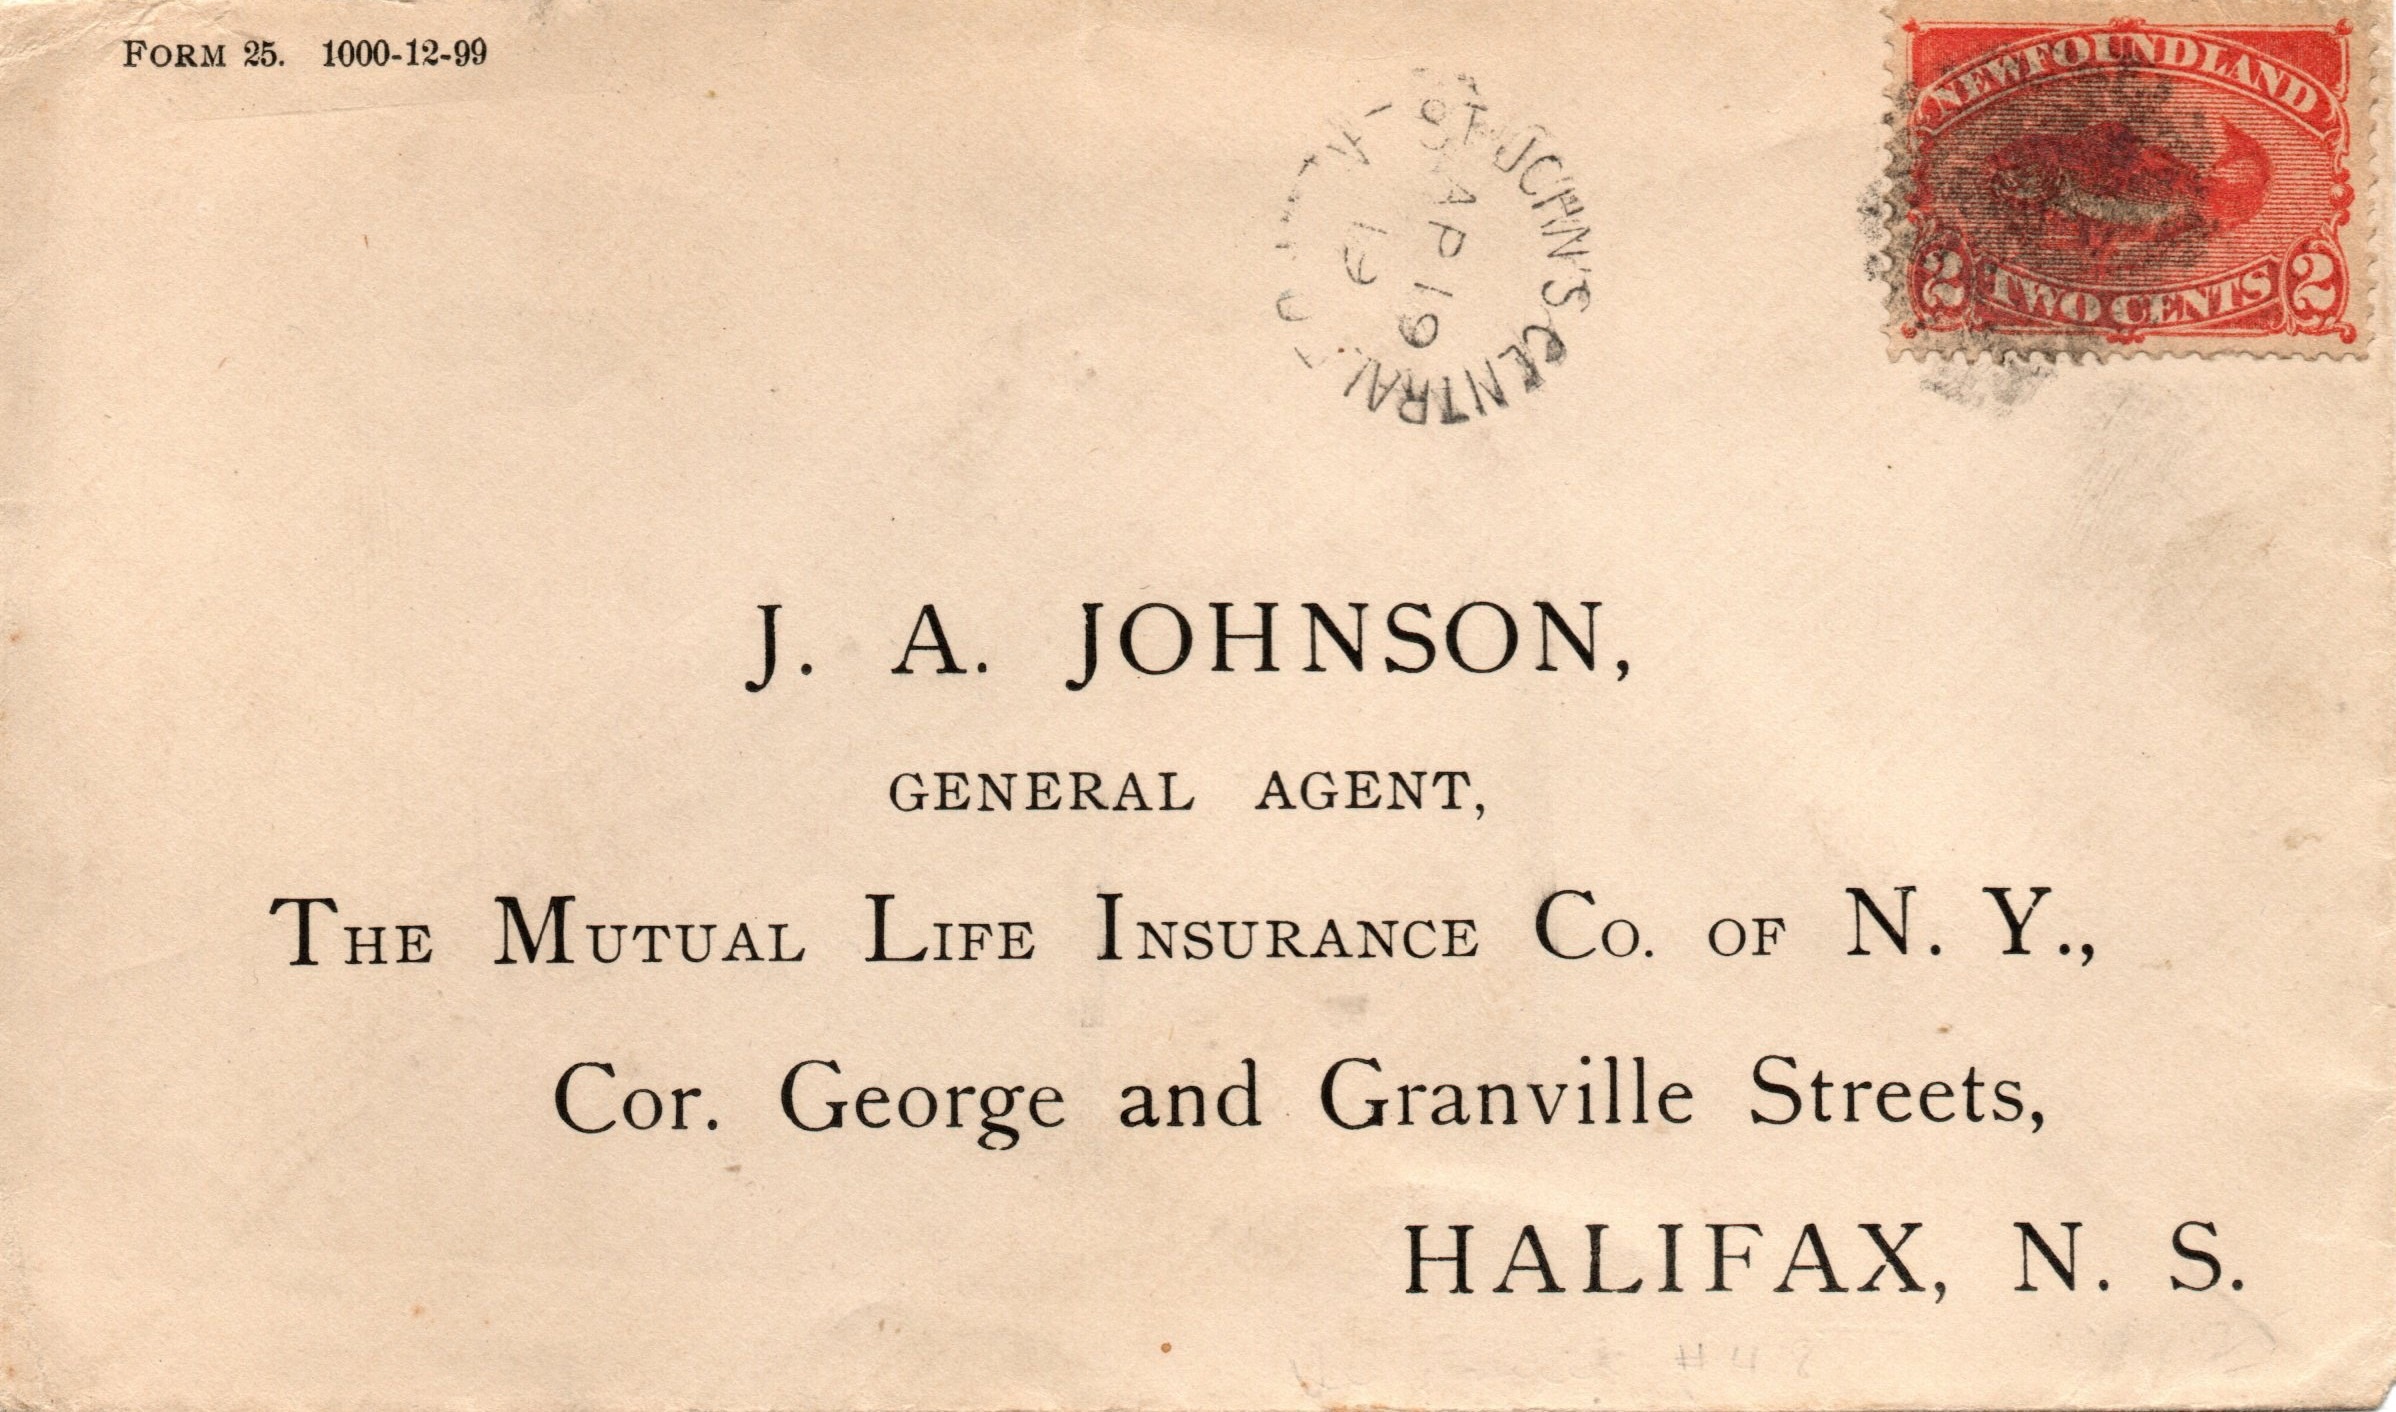 FORM 25. 1000-12-99
NEWFOUNDLAND
2 TWO CENTS 2
ST. JOHN'S CENTRAL
AP 19
J. A. JOHNSON,
GENERAL AGENT,
THE MUTUAL LIFE INSURANCE CO. OF N. Y.,
Cor. George and Granville Streets,
HALIFAX, N. S.